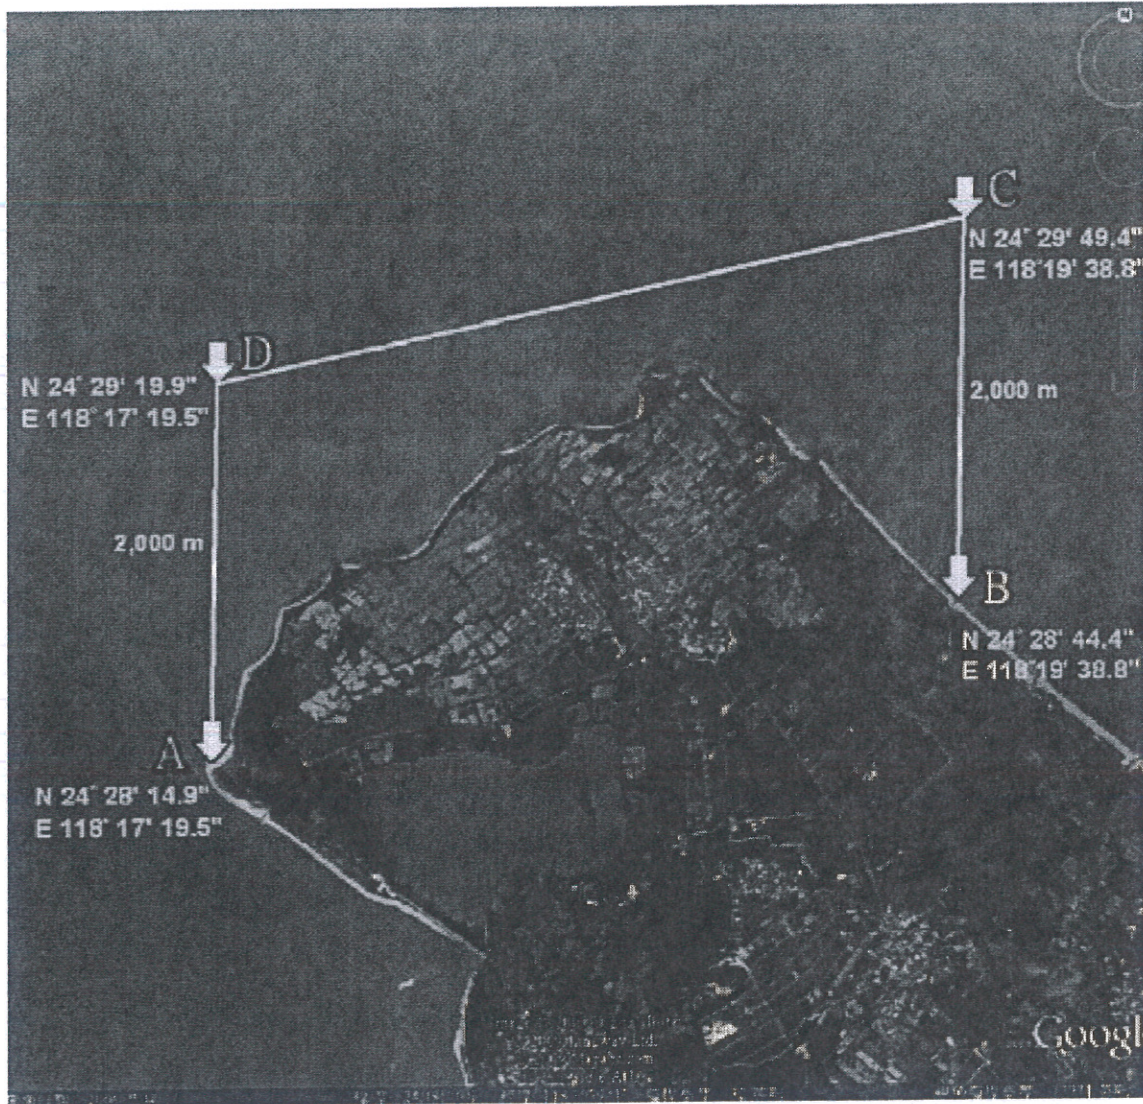 N
C
N 24° 29' 49.4"
E 118° 19' 38.8"
D
N 24° 29' 19.9"
E 118° 17' 19.5"
2,000 m
2,000 m
B
N 24° 28' 44.4"
E 118° 19' 38.8"
A
N 24° 28' 14.9"
E 118° 17' 19.5"
Googl